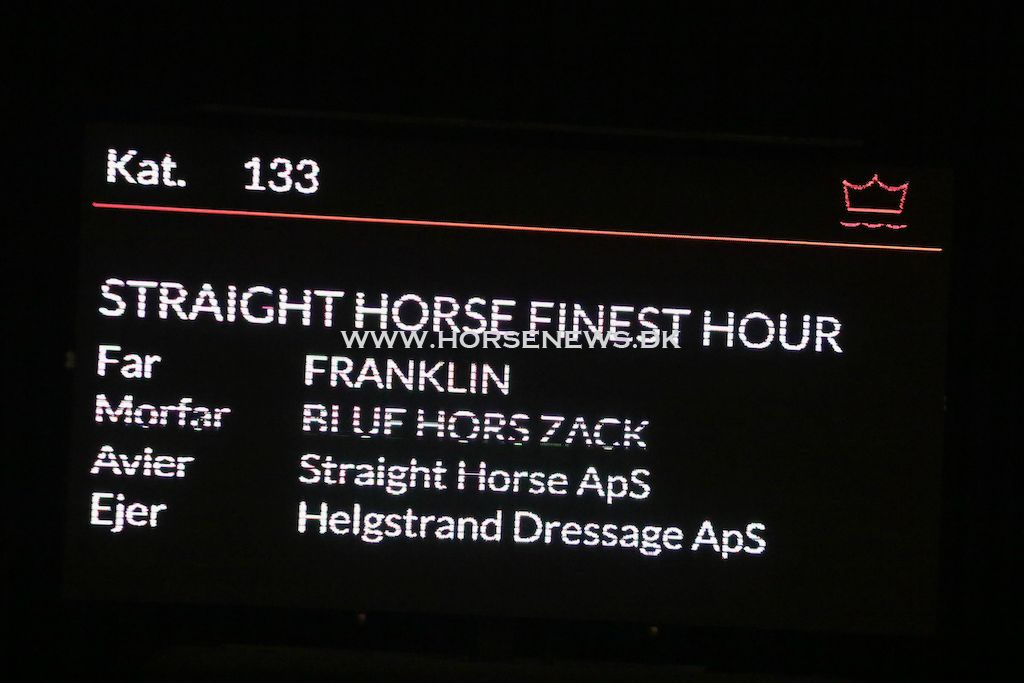 Kat. 133
STRAIGHT HORSE FINEST HOUR
WWW.HORSENEWS.DK
Far FRANKLIN
Morfar BLUE HORS ZACK
Avler Straight Horse ApS
Ejer Helgstrand Dressage ApS